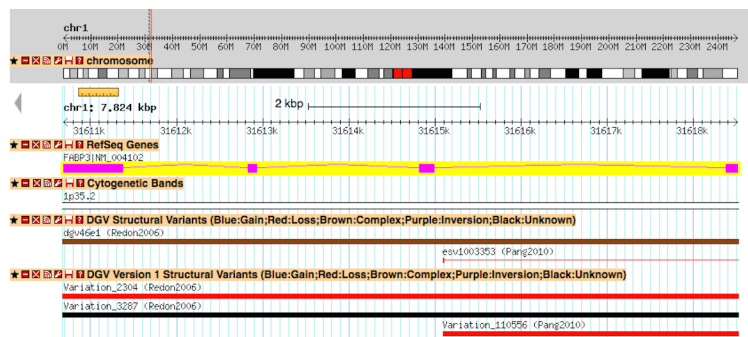 chr1
0M 10M 20M 30M 40M 50M 60M 70M 80M 90M 100M 110M 120M 130M 140M 150M 160M 170M 180M 190M 200M 210M 220M 230M 240M
chromosome
chr1: 7.824 kbp
2 kbp
31611k 31612k 31613k 31614k 31615k 31616k 31617k 31618k
RefSeq Genes
FABP3|NM_004102
Cytogenetic Bands
1p35.2
DGV Structural Variants (Blue:Gain;Red:Loss;Brown:Complex;Purple:Inversion;Black:Unknown)
dgv46e1 (Redon2006)
esv1003353 (Pang2010)
DGV Version 1 Structural Variants (Blue:Gain;Red:Loss;Brown:Complex;Purple:Inversion;Black:Unknown)
Variation_2304 (Redon2006)
Variation_3287 (Redon2006)
Variation_110556 (Pang2010)